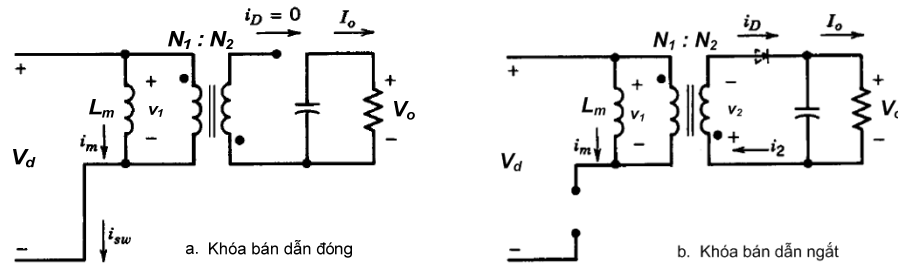 i_D = 0
I_o
N_1 : N_2
+
+
+
L_m
v_1
V_o
−
−
i_m
V_d
−
i_sw
a. Khóa bán dẫn đóng
i_D
I_o
N_1 : N_2
+
+
−
+
L_m
v_1
v_2
V_o
−
+
−
i_m
i_2
V_d
−
b. Khóa bán dẫn ngắt